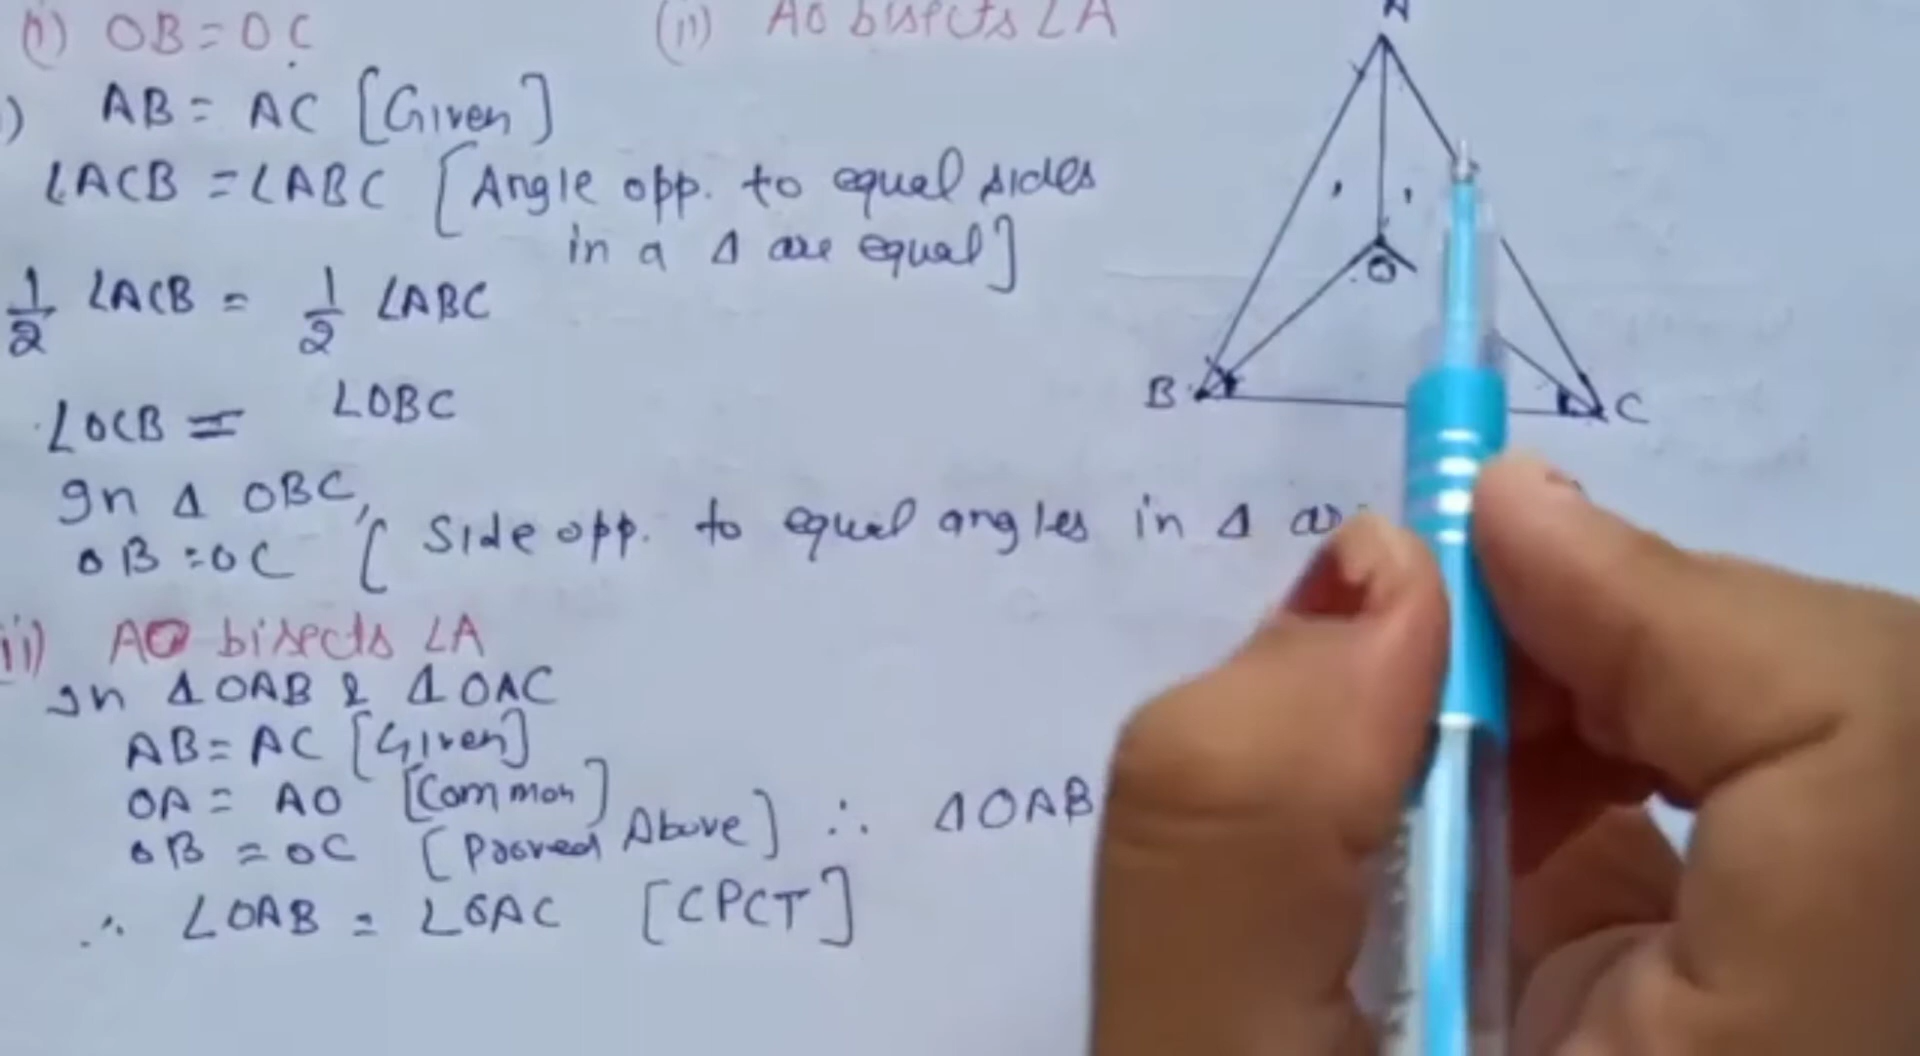 (i) OB = OC (ii) AO bisects ∠A
) AB = AC [Given]
∠ACB = ∠ABC [Angle opp. to equal sides
in a Δ are equal]
1/2 ∠ACB = 1/2 ∠ABC
∠OCB = ∠OBC
In Δ OBC,
OB = OC [Side opp. to equal angles in Δ
ii) AO bisects ∠A
In ΔOAB & ΔOAC
AB = AC [Given]
OA = AO [Common]
OB = OC [Proved Above] ∴ ΔOAB
∴ ∠OAB = ∠OAC [CPCT]
A
O
B
C